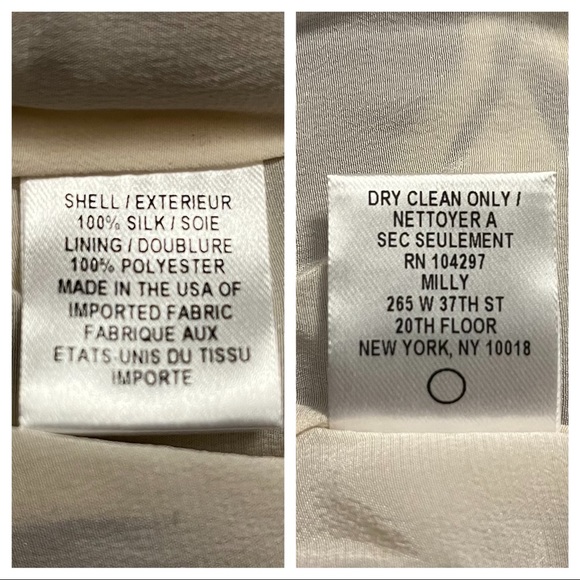 SHELL / EXTERIEUR
100% SILK / SOIE
LINING / DOUBLURE
100% POLYESTER
MADE IN THE USA OF
IMPORTED FABRIC
FABRIQUE AUX
ETATS-UNIS DU TISSU
IMPORTE
DRY CLEAN ONLY /
NETTOYER A
SEC SEULEMENT
RN 104297
MILLY
265 W 37TH ST
20TH FLOOR
NEW YORK, NY 10018